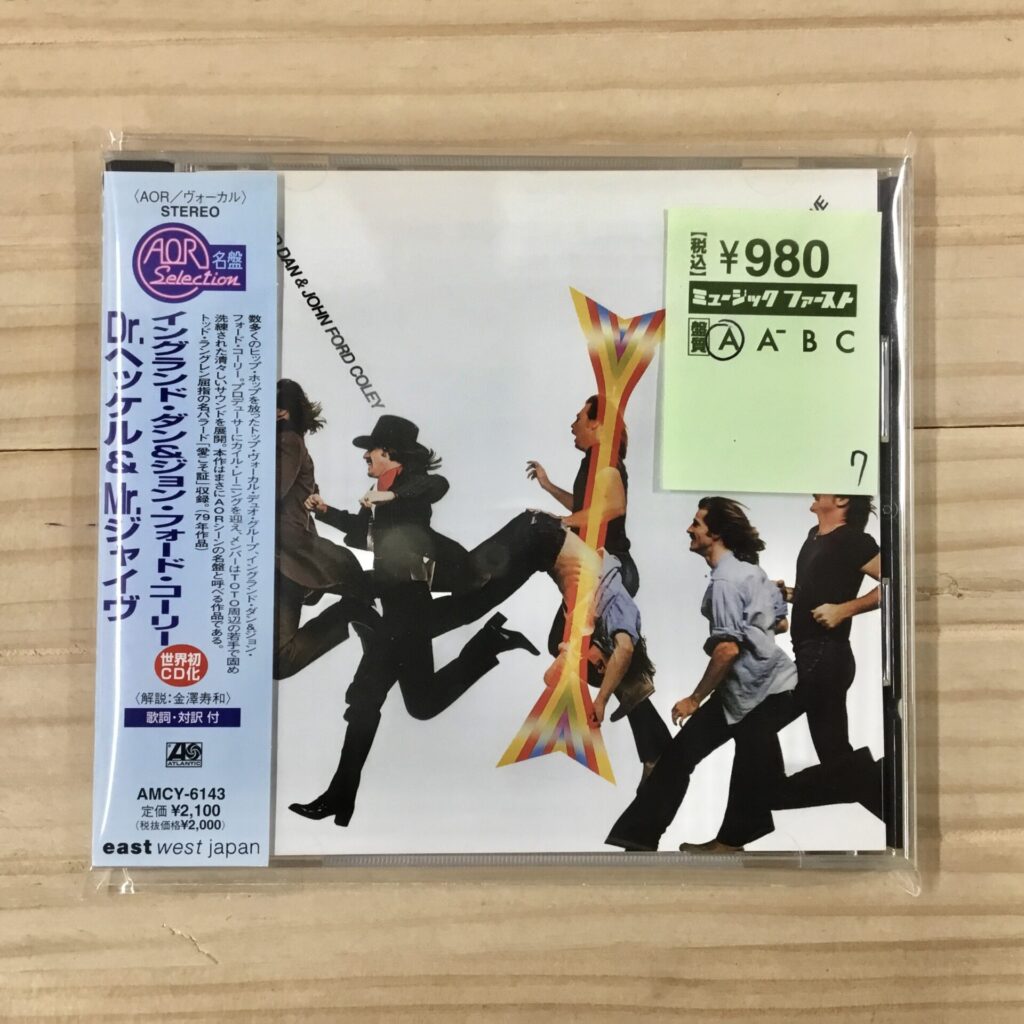 〈AOR／ヴォーカル〉
STEREO
AOR
名盤
Selection
数多くのヒップ・ホップを放ったトップ・ヴォーカル・デュオ・グループ、イングランド・ダン&ジョン・
フォード・コーリー。プロデューサーにカイル・レーニングを迎え、メンバーはTOTO周辺の若手で固め
洗練された清々しいサウンドを展開。本作はまさにAORシーンの名盤と呼べる作品である。
トッド・ラングレン屈指の名バラード「愛こそ証」収録。（79年作品）
イングランド・ダン&ジョン・フォード・コーリー
Dr.ヘッケル&Mr.ジャイヴ
世界初
CD化
〈解説：金澤寿和〉
歌詞・対訳 付
ATLANTIC
AMCY-6143
定価 ¥2,100
（税抜価格¥2,000）
east west japan
DAN & JOHN FORD COLEY
【税込】 ¥980
ミュージック ファースト
盤質 A A⁻ B C
7